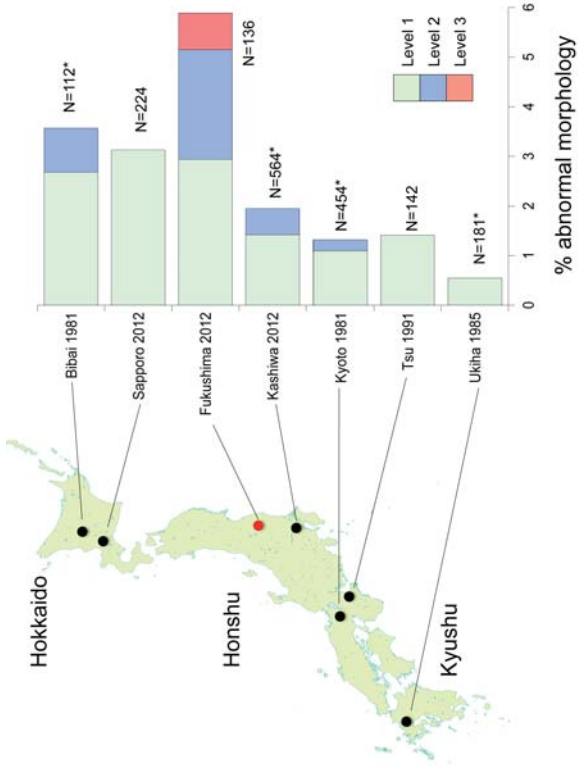 Hokkaido
Honshu
Kyushu
Bibai 1981
Sapporo 2012
Fukushima 2012
Kashiwa 2012
Kyoto 1981
Tsu 1991
Ukiha 1985
N=112*
N=224
N=136
N=564*
N=454*
N=142
N=181*
Level 1
Level 2
Level 3
0 1 2 3 4 5 6
% abnormal morphology